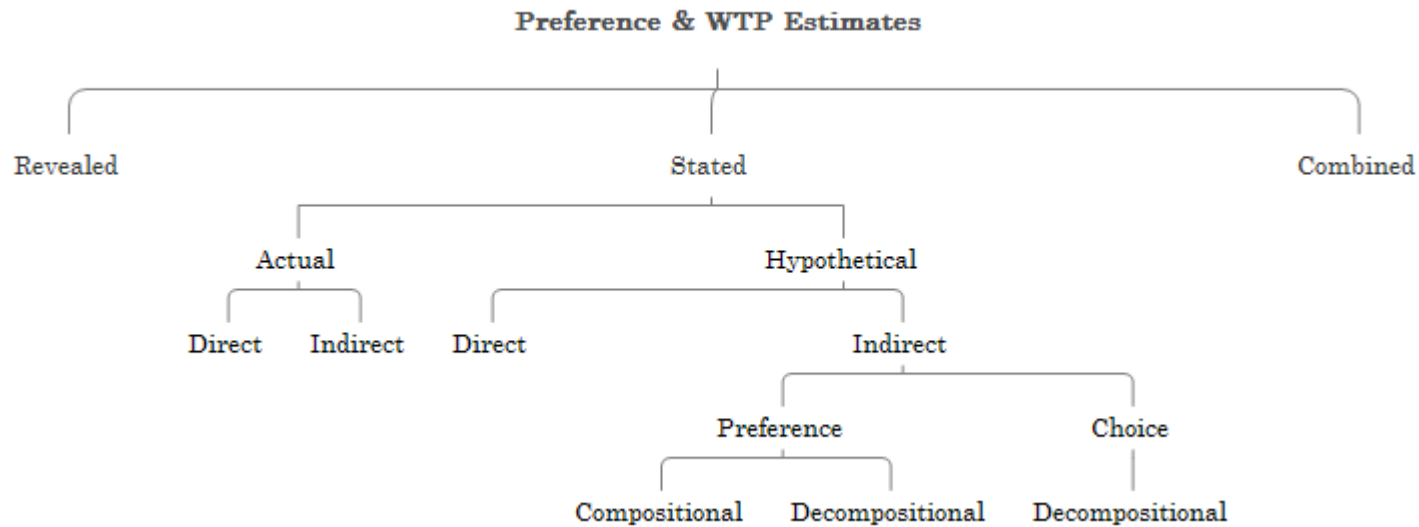 Preference & WTP Estimates
Revealed Stated Combined
Actual Hypothetical
Direct Indirect Direct Indirect
Preference Choice
Compositional Decompositional Decompositional